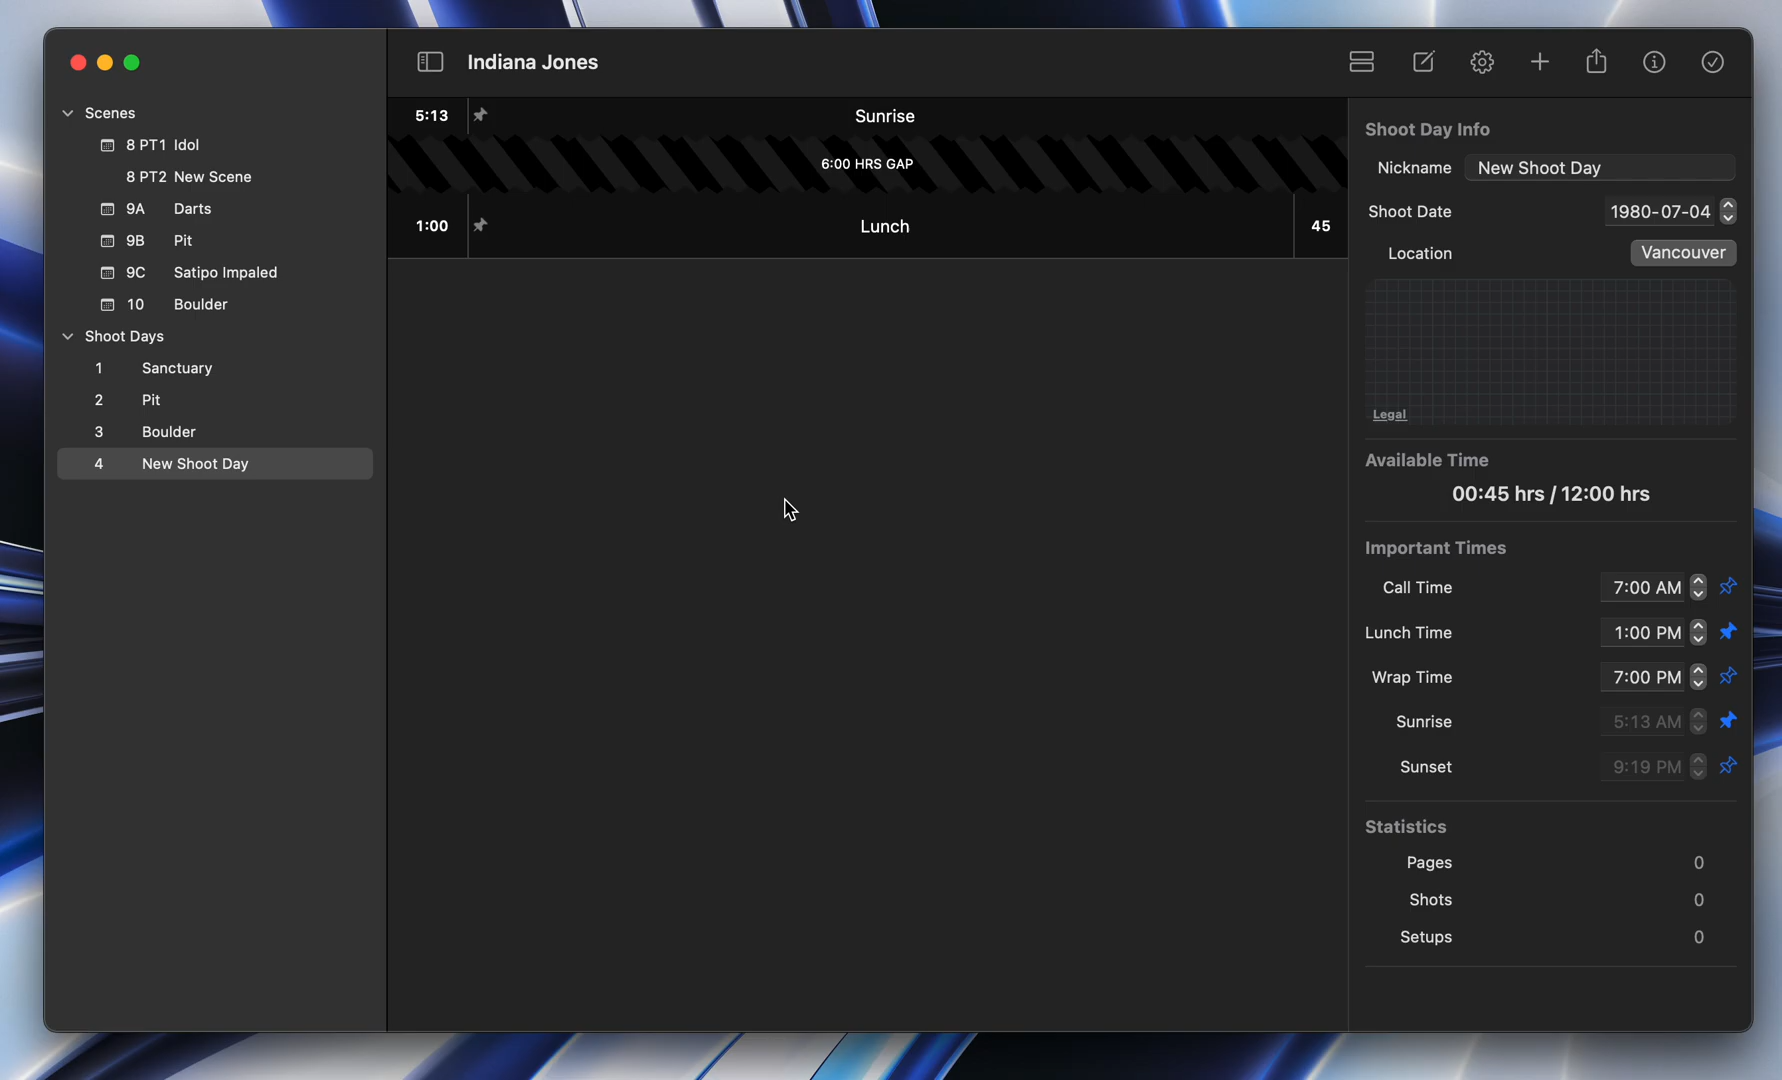 Indiana Jones
Scenes
8 PT1 Idol
8 PT2 New Scene
9A Darts
9B Pit
9C Satipo Impaled
10 Boulder
Shoot Days
1 Sanctuary
2 Pit
3 Boulder
4 New Shoot Day
5:13 Sunrise
6:00 HRS GAP
1:00 Lunch 45
Shoot Day Info
Nickname New Shoot Day
Shoot Date 1980-07-04
Location Vancouver
Legal
Available Time
00:45 hrs / 12:00 hrs
Important Times
Call Time 7:00 AM
Lunch Time 1:00 PM
Wrap Time 7:00 PM
Sunrise 5:13 AM
Sunset 9:19 PM
Statistics
Pages 0
Shots 0
Setups 0